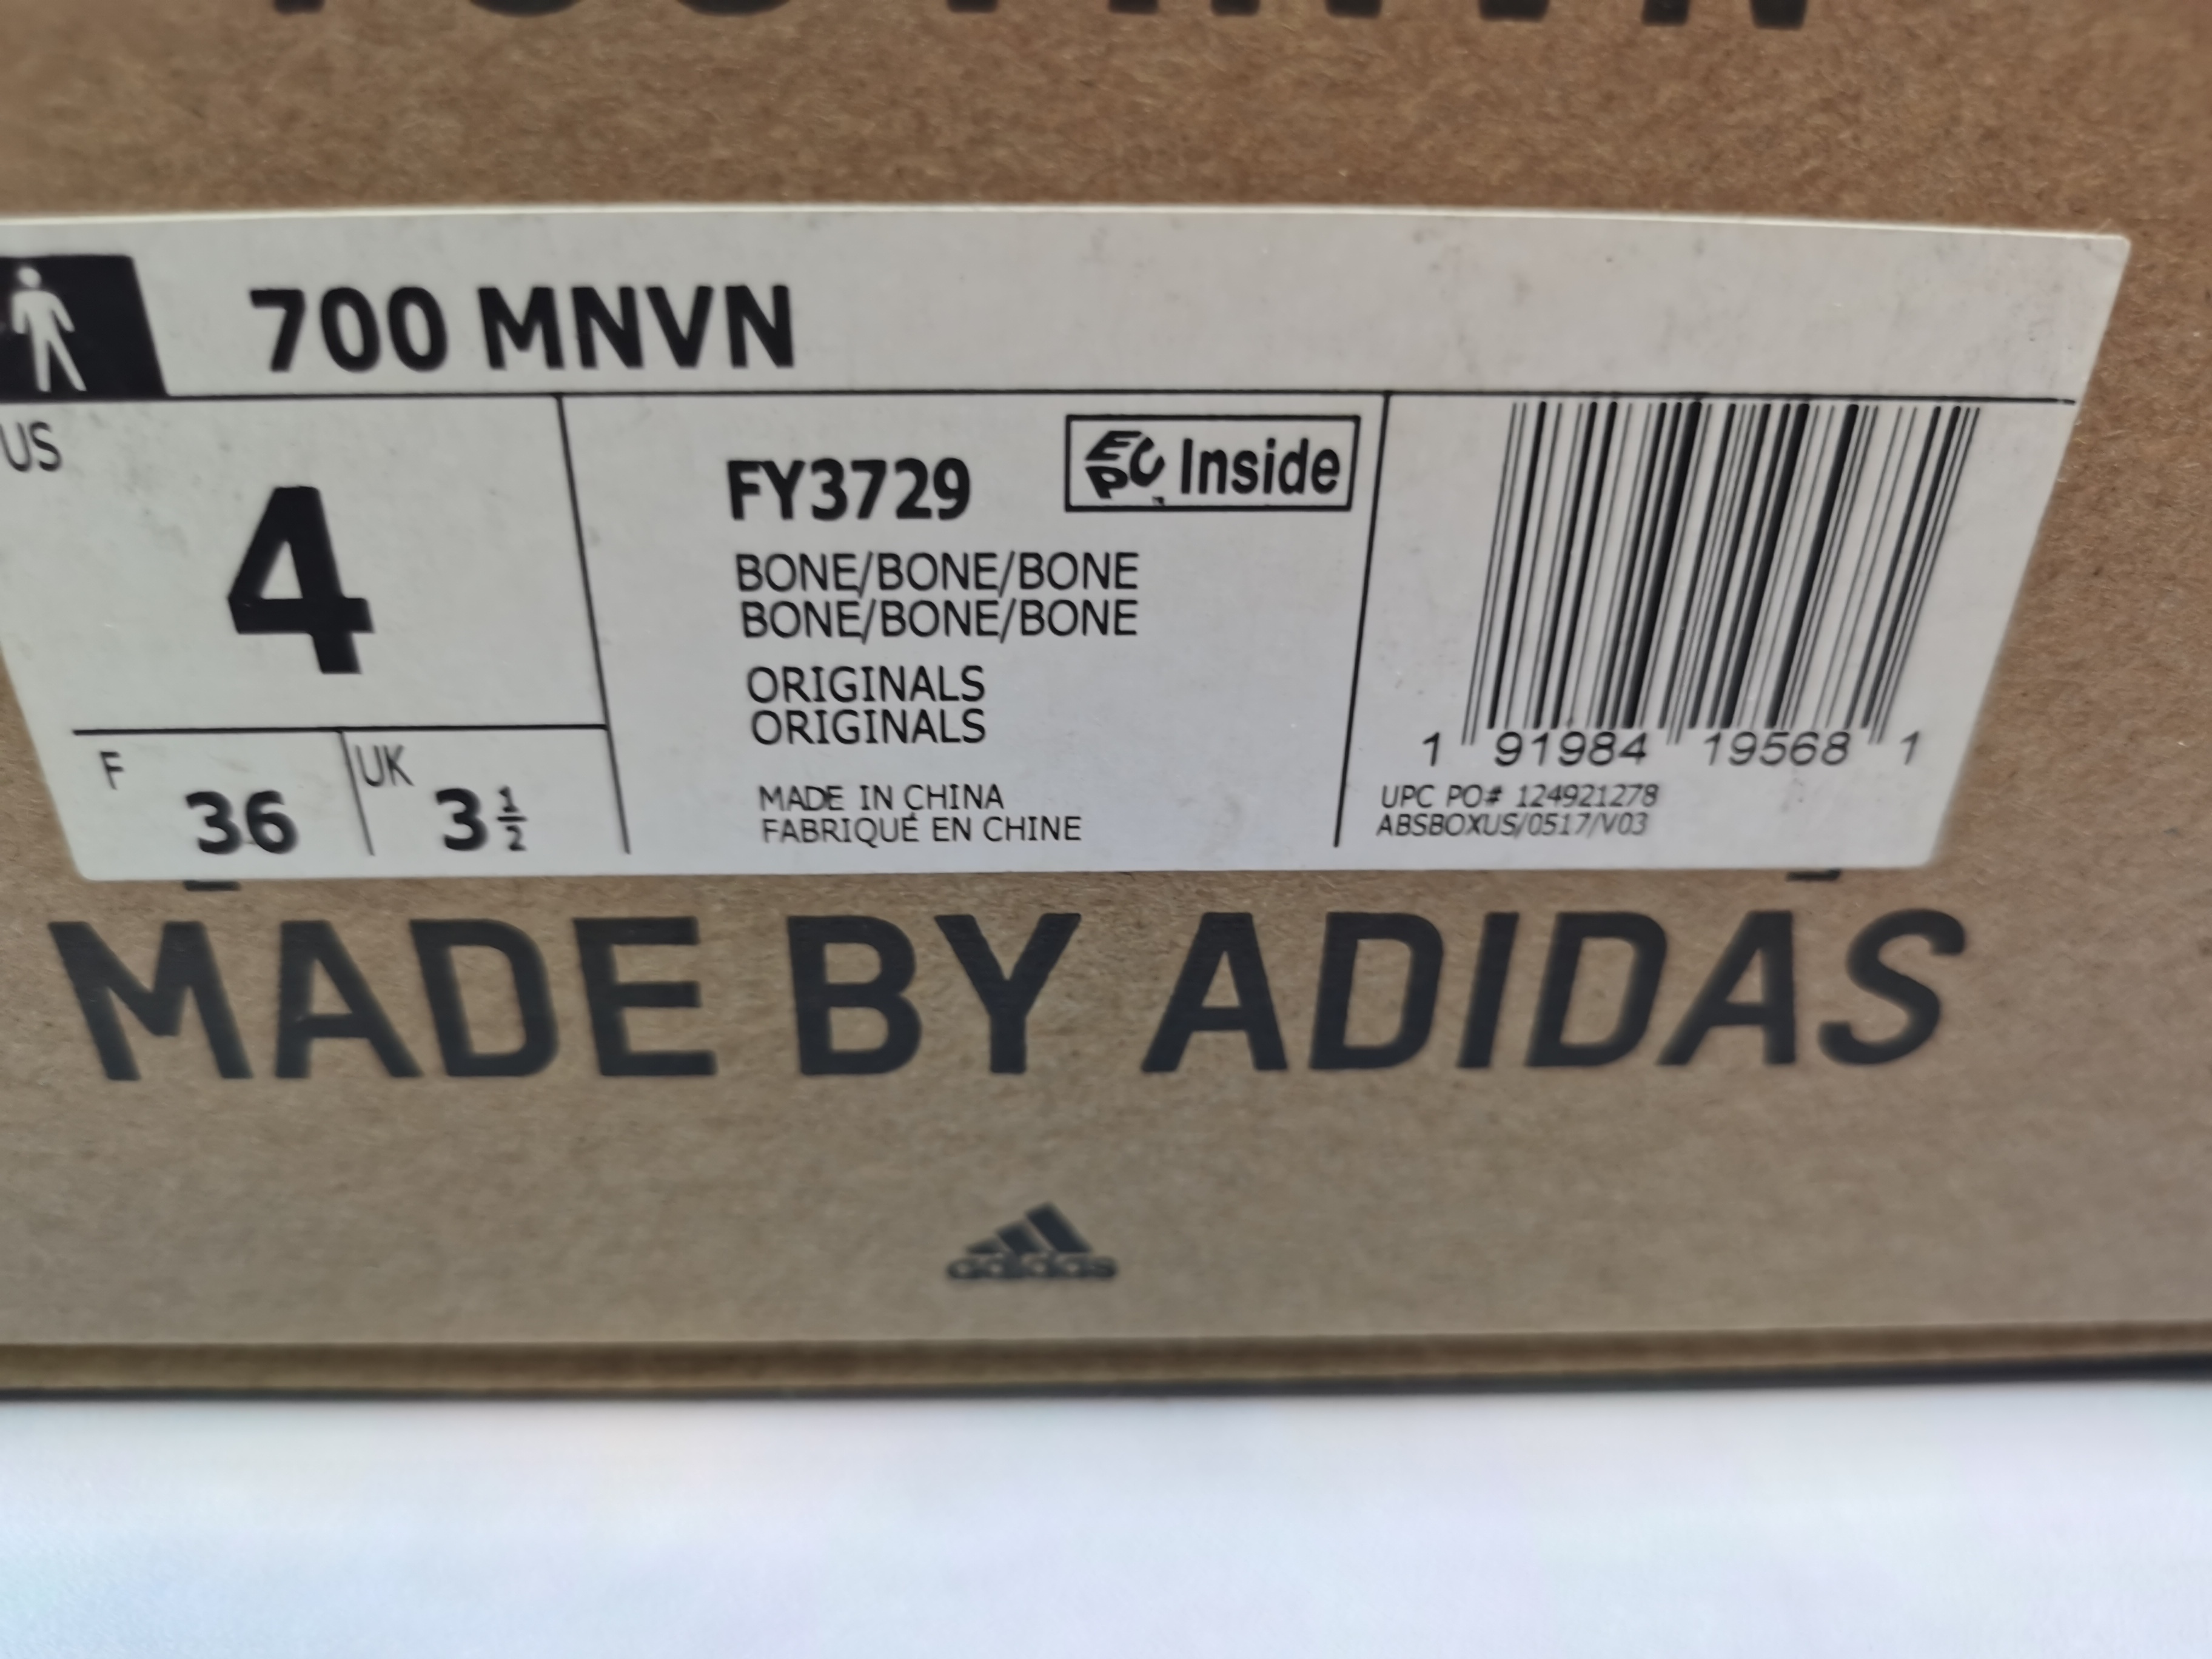 700 MNVN
US
4
F
36
UK
3 1/2
FY3729
EPC Inside
BONE/BONE/BONE
BONE/BONE/BONE
ORIGINALS
ORIGINALS
MADE IN CHINA
FABRIQUÉ EN CHINE
1 91984 19568 1
UPC PO# 124921278
ABSBOXUS/0517/V03
MADE BY ADIDAS
adidas